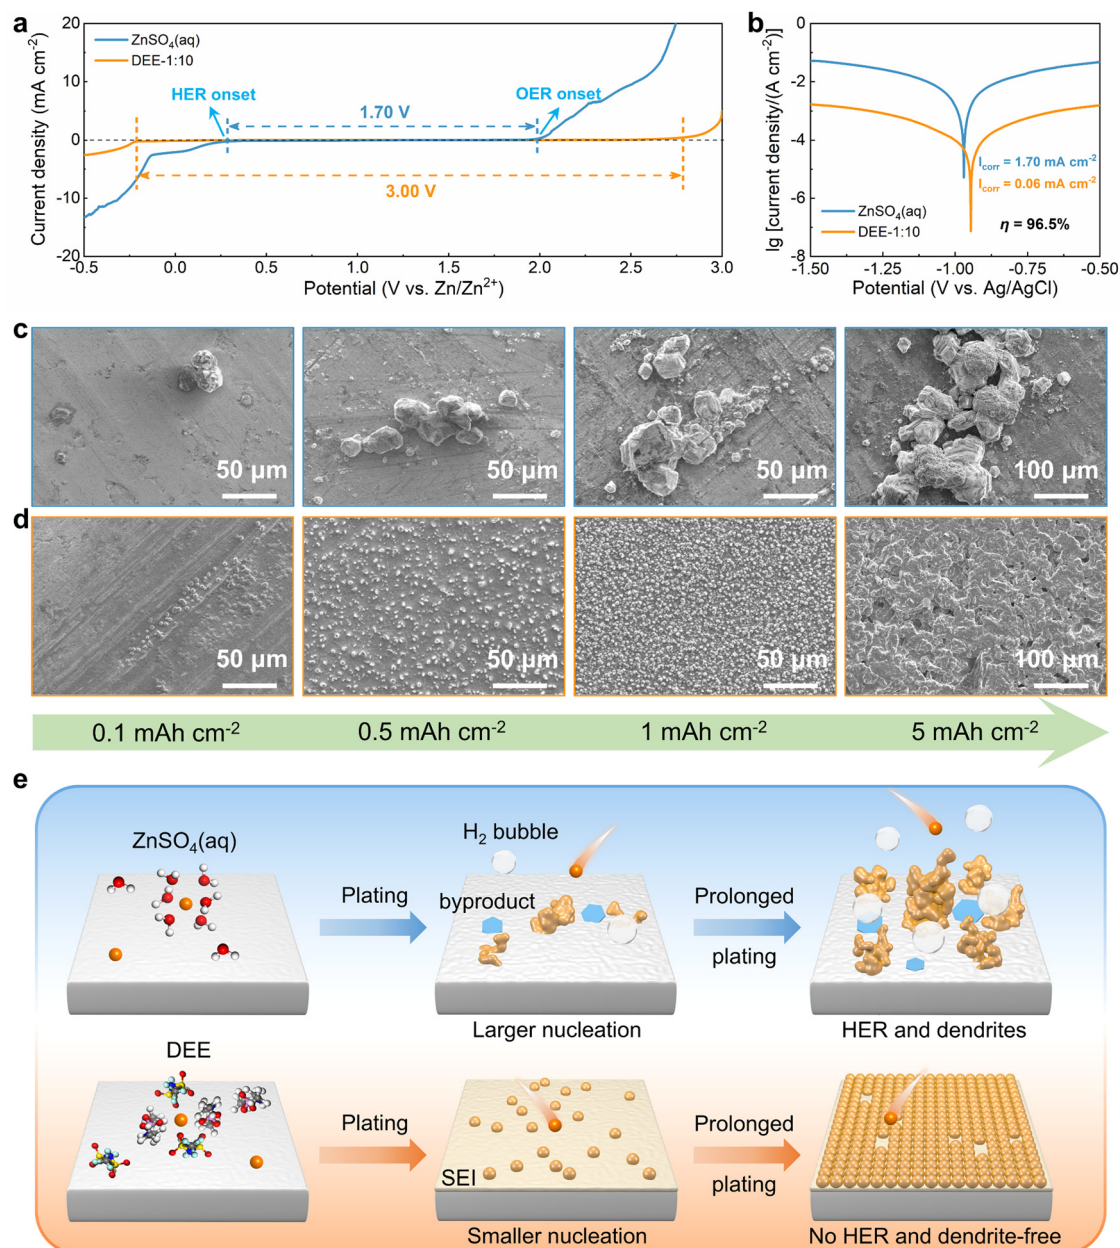 a
20
10
0
-10
-20
Current density (mA cm-2)
ZnSO4(aq)
DEE-1:10
HER onset
OER onset
1.70 V
3.00 V
-0.5 0.0 0.5 1.0 1.5 2.0 2.5 3.0
Potential (V vs. Zn/Zn2+)
b
0
-2
-4
-6
-8
lg [current density/(A cm-2)]
Icorr = 1.70 mA cm-2
Icorr = 0.06 mA cm-2
ZnSO4(aq)
DEE-1:10
η = 96.5%
-1.50 -1.25 -1.00 -0.75 -0.50
Potential (V vs. Ag/AgCl)
c
50 μm
50 μm
50 μm
100 μm
d
50 μm
50 μm
50 μm
100 μm
0.1 mAh cm-2
0.5 mAh cm-2
1 mAh cm-2
5 mAh cm-2
e
ZnSO4(aq)
Plating
H2 bubble
byproduct
Larger nucleation
Prolonged
plating
HER and dendrites
DEE
Plating
SEI
Smaller nucleation
Prolonged
plating
No HER and dendrite-free